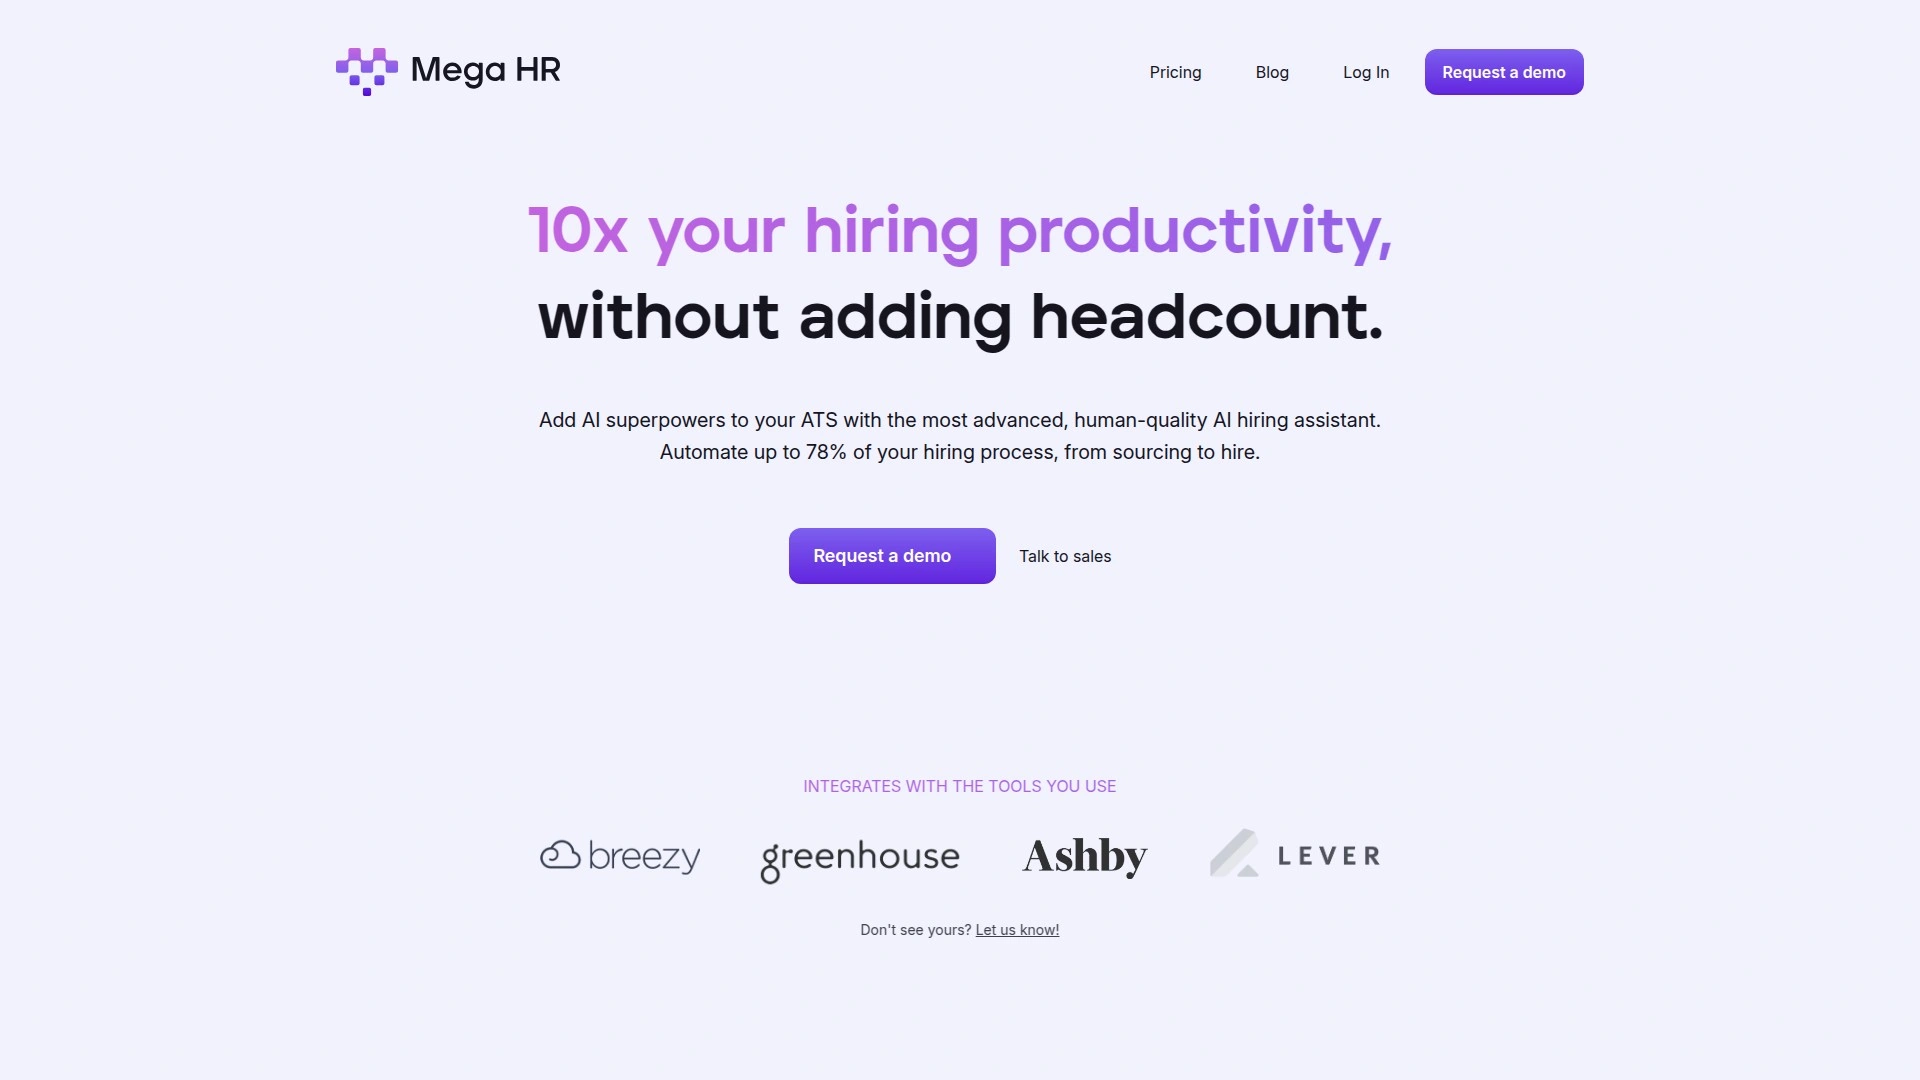 Mega HR
Pricing
Blog
Log In
Request a demo
10x your hiring productivity,
without adding headcount.
Add AI superpowers to your ATS with the most advanced, human-quality AI hiring assistant.
Automate up to 78% of your hiring process, from sourcing to hire.
Request a demo
Talk to sales
INTEGRATES WITH THE TOOLS YOU USE
breezy
greenhouse
Ashby
LEVER
Don't see yours? Let us know!